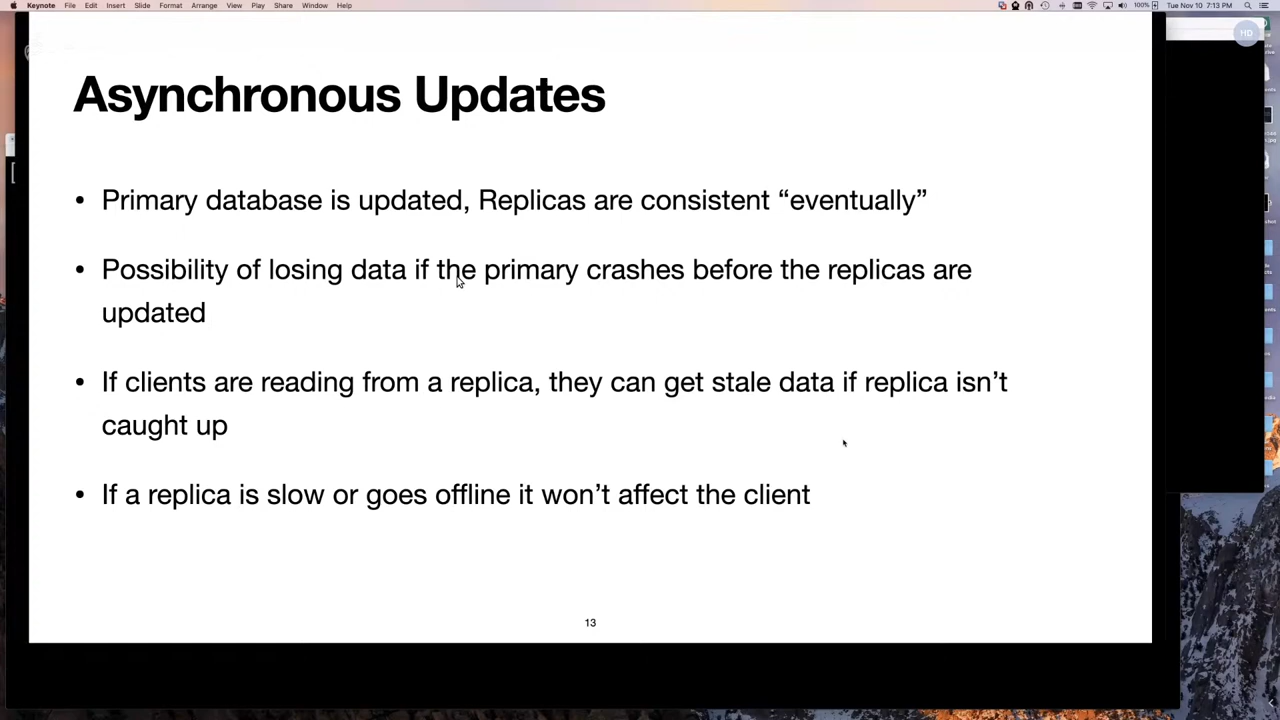 Keynote File Edit Insert Slide Format Arrange View Play Share Window Help
100% Tue Nov 10 7:13 PM
HD
Asynchronous Updates
• Primary database is updated, Replicas are consistent “eventually”
• Possibility of losing data if the primary crashes before the replicas are
updated
• If clients are reading from a replica, they can get stale data if replica isn’t
caught up
• If a replica is slow or goes offline it won’t affect the client
13